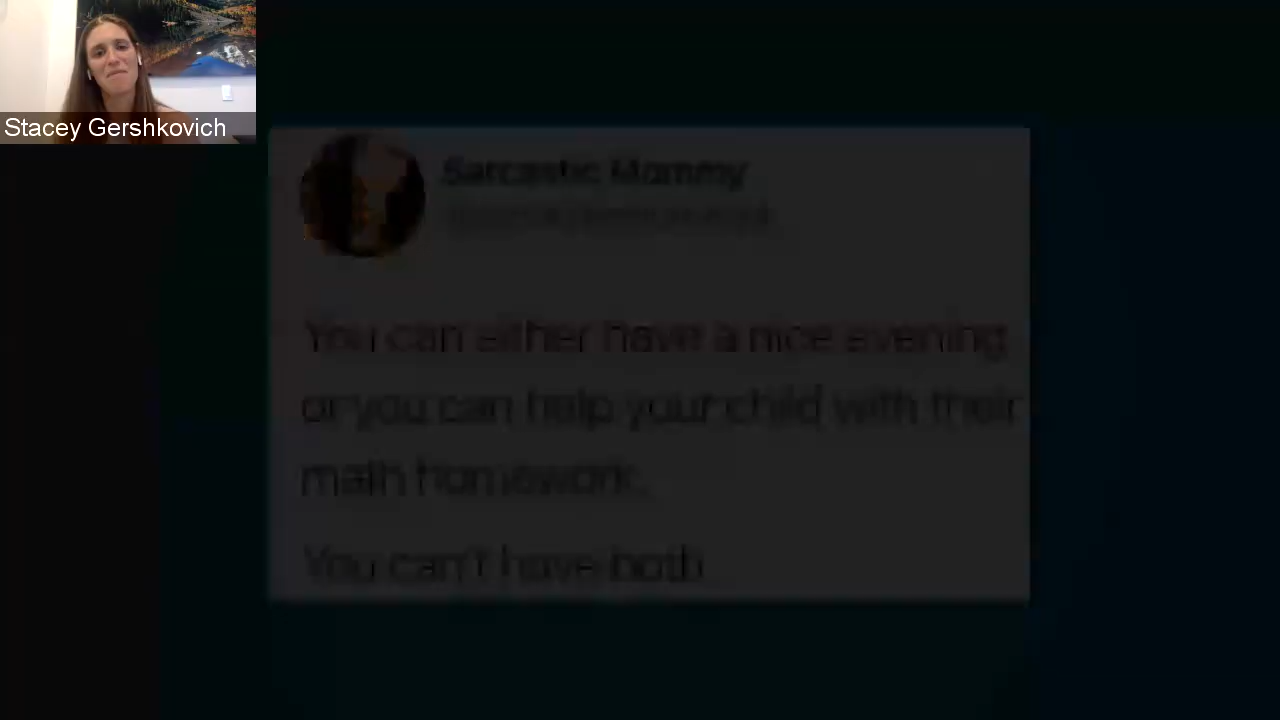 Stacey Gershkovich
Sarcastic Mommy
You can either have a nice evening
or you can help your child with their
math homework.
You can't have both